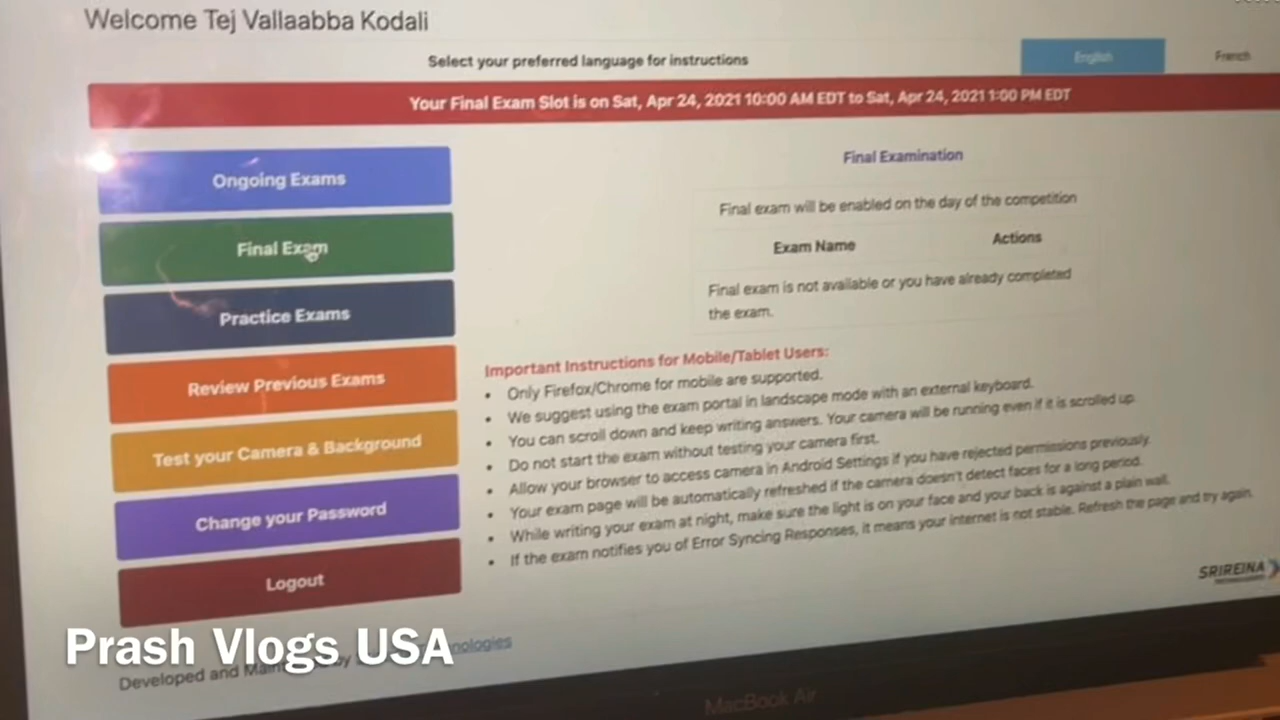 Welcome Tej Vallaabba Kodali
Select your preferred language for instructions
English
French
Your Final Exam Slot is on Sat, Apr 24, 2021 10:00 AM EDT to Sat, Apr 24, 2021 1:00 PM EDT
Ongoing Exams
Final Exam
Practice Exams
Review Previous Exams
Test your Camera & Background
Change your Password
Logout
Final Examination
Final exam will be enabled on the day of the competition
Exam Name
Actions
Final exam is not available or you have already completed
the exam.
Important Instructions for Mobile/Tablet Users:
• Only Firefox/Chrome for mobile are supported.
• We suggest using the exam portal in landscape mode with an external keyboard.
• You can scroll down and keep writing answers. Your camera will be running even if it is scrolled up.
• Do not start the exam without testing your camera first.
• Allow your browser to access camera in Android Settings if you have rejected permissions previously.
• Your exam page will be automatically refreshed if the camera doesn't detect faces for a long period.
• While writing your exam at night, make sure the light is on your face and your back is against a plain wall.
• If the exam notifies you of Error Syncing Responses, it means your internet is not stable. Refresh the page and try again.
SRIREINA
TECHNOLOGIES
Prash Vlogs USA
Developed and by nologies
MacBook Air